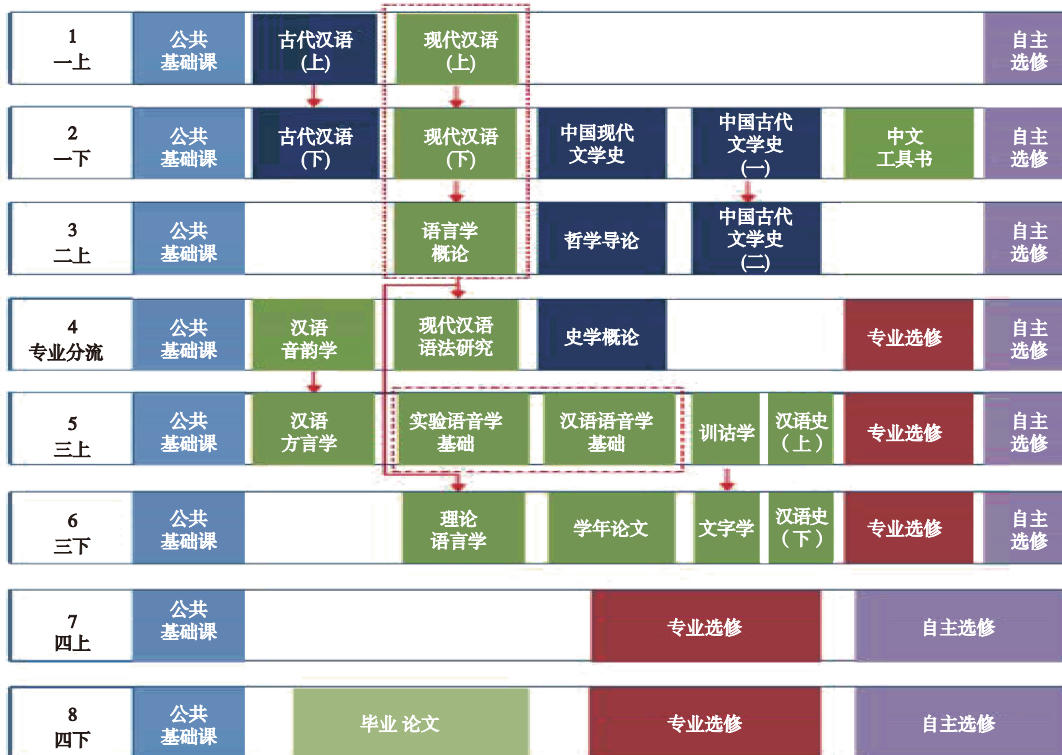 1
一上
公共
基础课
古代汉语
(上)
现代汉语
(上)
自主
选修
2
一下
公共
基础课
古代汉语
(下)
现代汉语
(下)
中国现代
文学史
中国古代
文学史
(一)
中文
工具书
自主
选修
3
二上
公共
基础课
语言学
概论
哲学导论
中国古代
文学史
(二)
自主
选修
4
专业分流
公共
基础课
汉语
音韵学
现代汉语
语法研究
史学概论
专业选修
自主
选修
5
三上
公共
基础课
汉语
方言学
实验语音学
基础
汉语语音学
基础
训诂学
汉语史
（上）
专业选修
自主
选修
6
三下
公共
基础课
理论
语言学
学年论文
文字学
汉语史
（下）
专业选修
自主
选修
7
四上
公共
基础课
专业选修
自主选修
8
四下
公共
基础课
毕业 论文
专业选修
自主选修